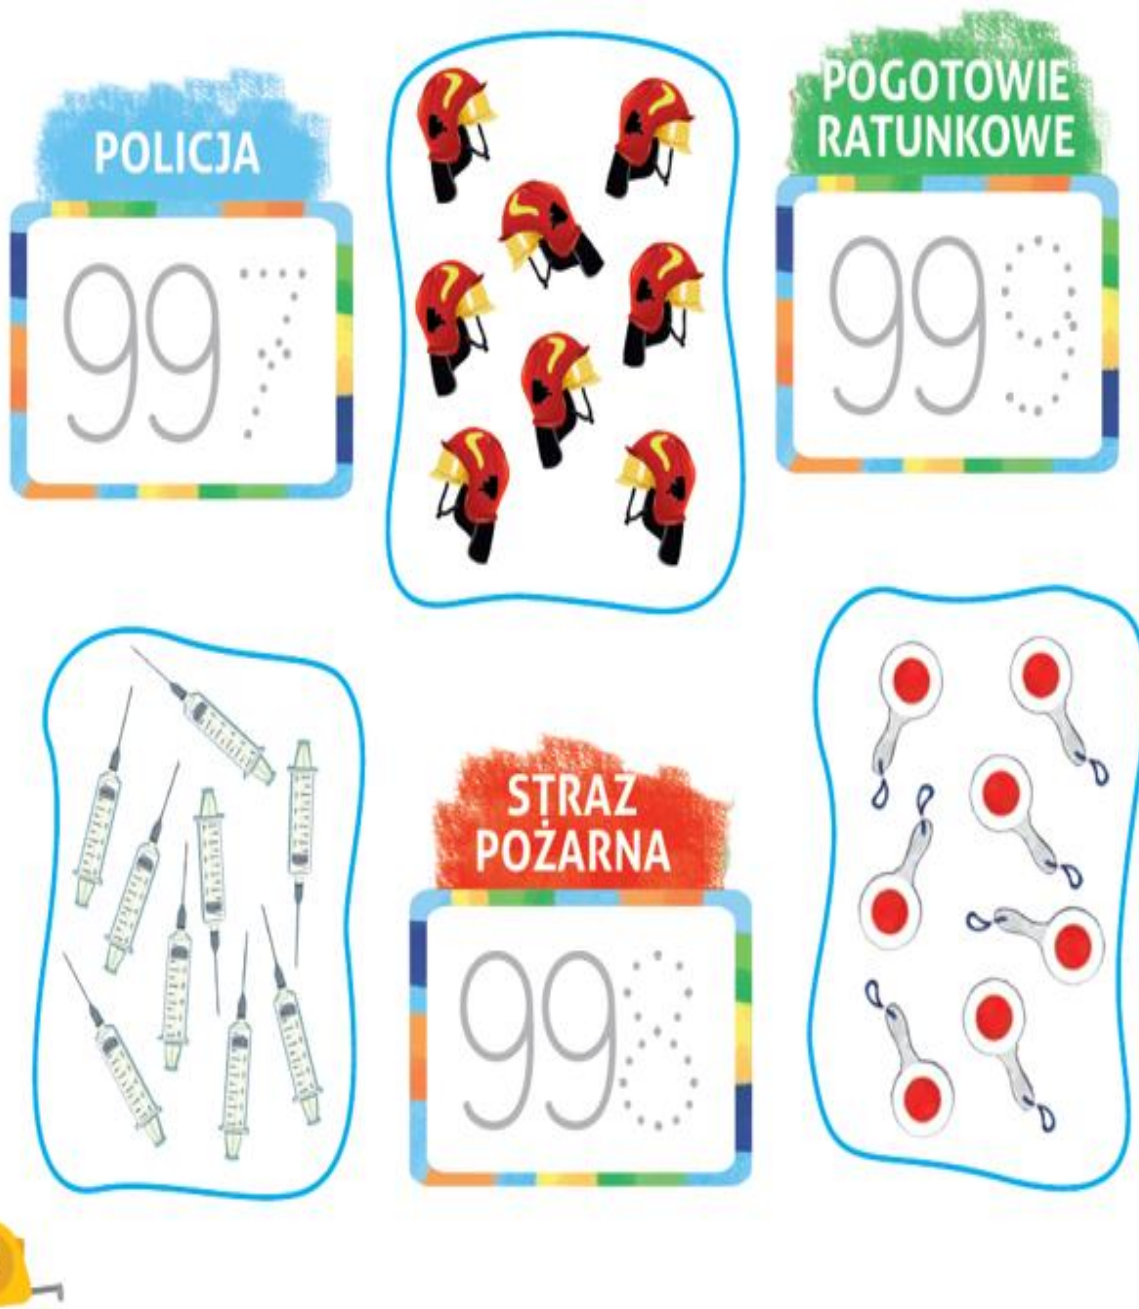 POLICJA
997
POGOTOWIE
RATUNKOWE
999
STRAŻ
POŻARNA
998